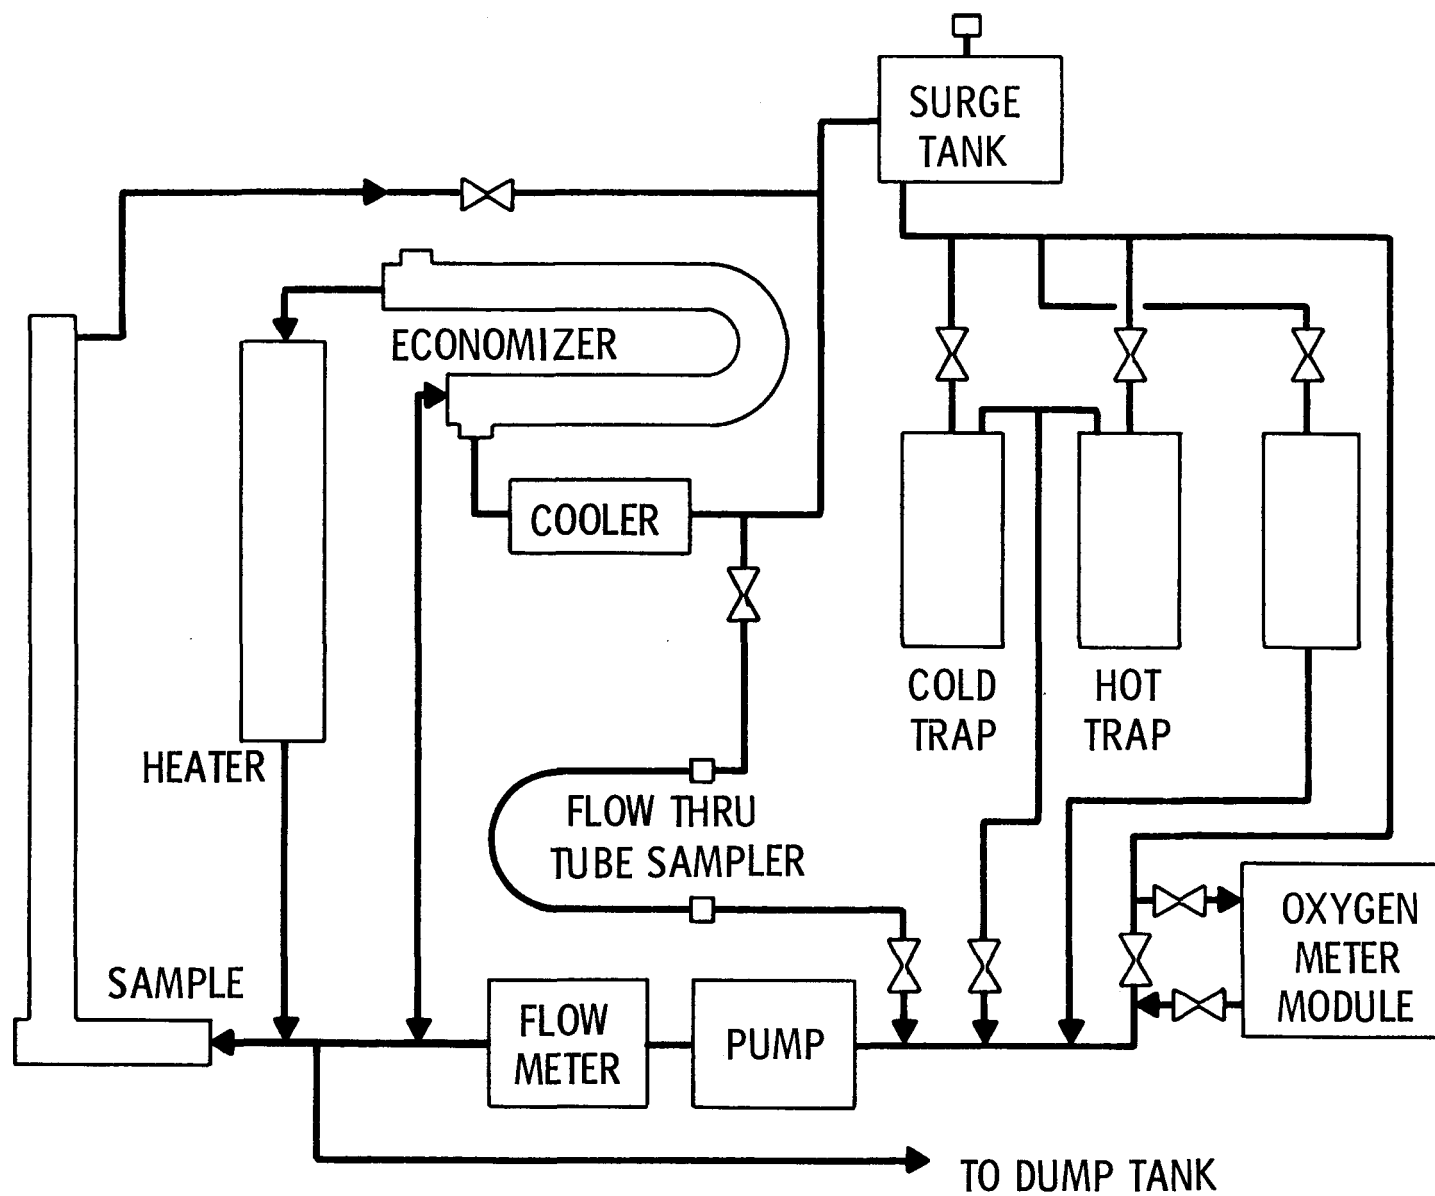 SURGE
TANK
ECONOMIZER
COOLER
COLD
TRAP
HOT
TRAP
HEATER
FLOW THRU
TUBE SAMPLER
OXYGEN
METER
MODULE
SAMPLE
FLOW
METER
PUMP
TO DUMP TANK